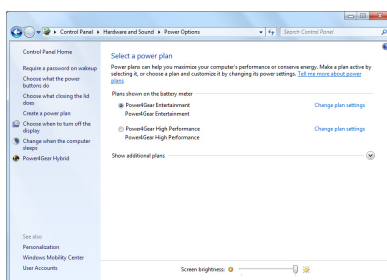 Control Panel ▸ Hardware and Sound ▸ Power Options
Search Control Panel
Control Panel Home
Require a password on wakeup
Choose what the power
buttons do
Choose what closing the lid
does
Create a power plan
Choose when to turn off the
display
Change when the computer
sleeps
Power4Gear Hybrid
See also
Personalization
Windows Mobility Center
User Accounts
Select a power plan
Power plans can help you maximize your computer's performance or conserve energy. Make a plan active by
selecting it, or choose a plan and customize it by changing its power settings. Tell me more about power
plans
Plans shown on the battery meter
Power4Gear Entertainment Change plan settings
Power4Gear Entertainment
Power4Gear High Performance Change plan settings
Power4Gear High Performance
Show additional plans
Screen brightness: